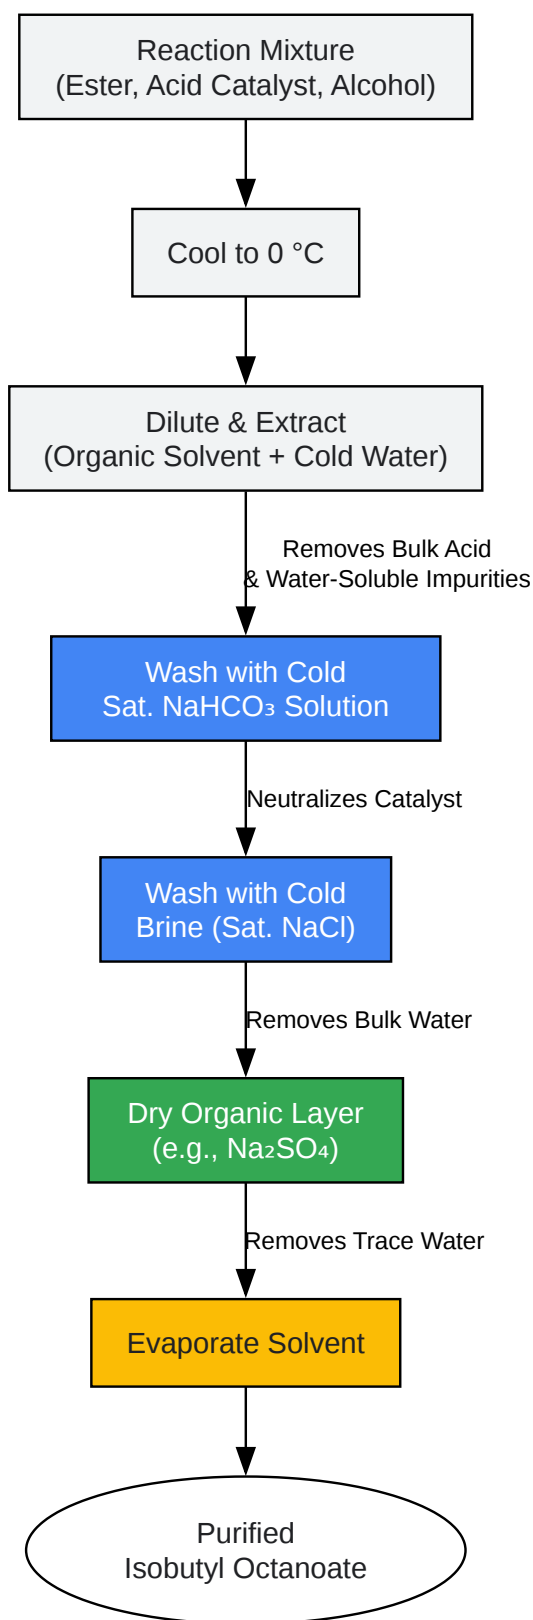 Reaction Mixture
(Ester, Acid Catalyst, Alcohol)
Cool to 0 °C
Dilute & Extract
(Organic Solvent + Cold Water)
Removes Bulk Acid
& Water-Soluble Impurities
Wash with Cold
Sat. NaHCO₃ Solution
Neutralizes Catalyst
Wash with Cold
Brine (Sat. NaCl)
Removes Bulk Water
Dry Organic Layer
(e.g., Na₂SO₄)
Removes Trace Water
Evaporate Solvent
Purified
Isobutyl Octanoate